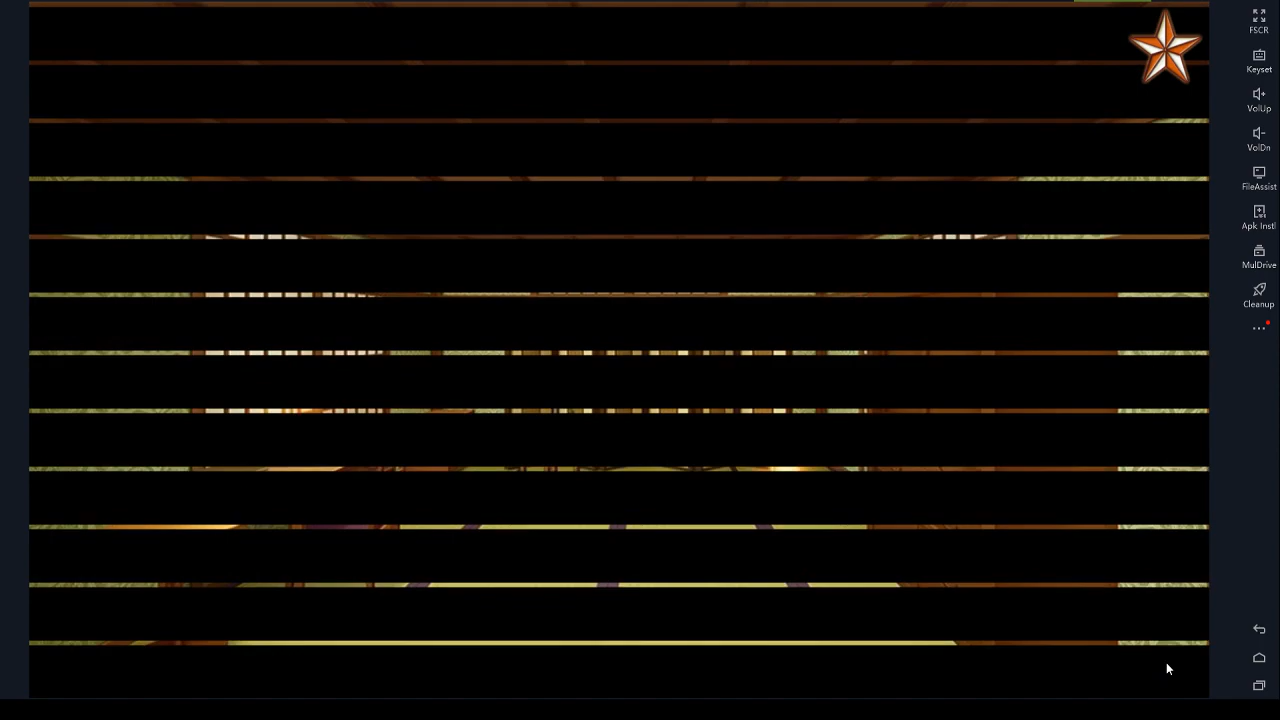 FSCR
Keyset
VolUp
VolDn
FileAssist
Apk Instl
MulDrive
Cleanup